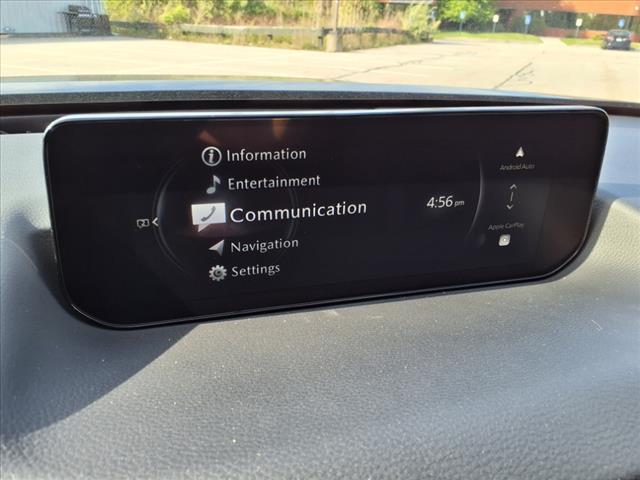 Information
Entertainment
Communication
Navigation
Settings
4:56 pm
Android Auto
Apple CarPlay